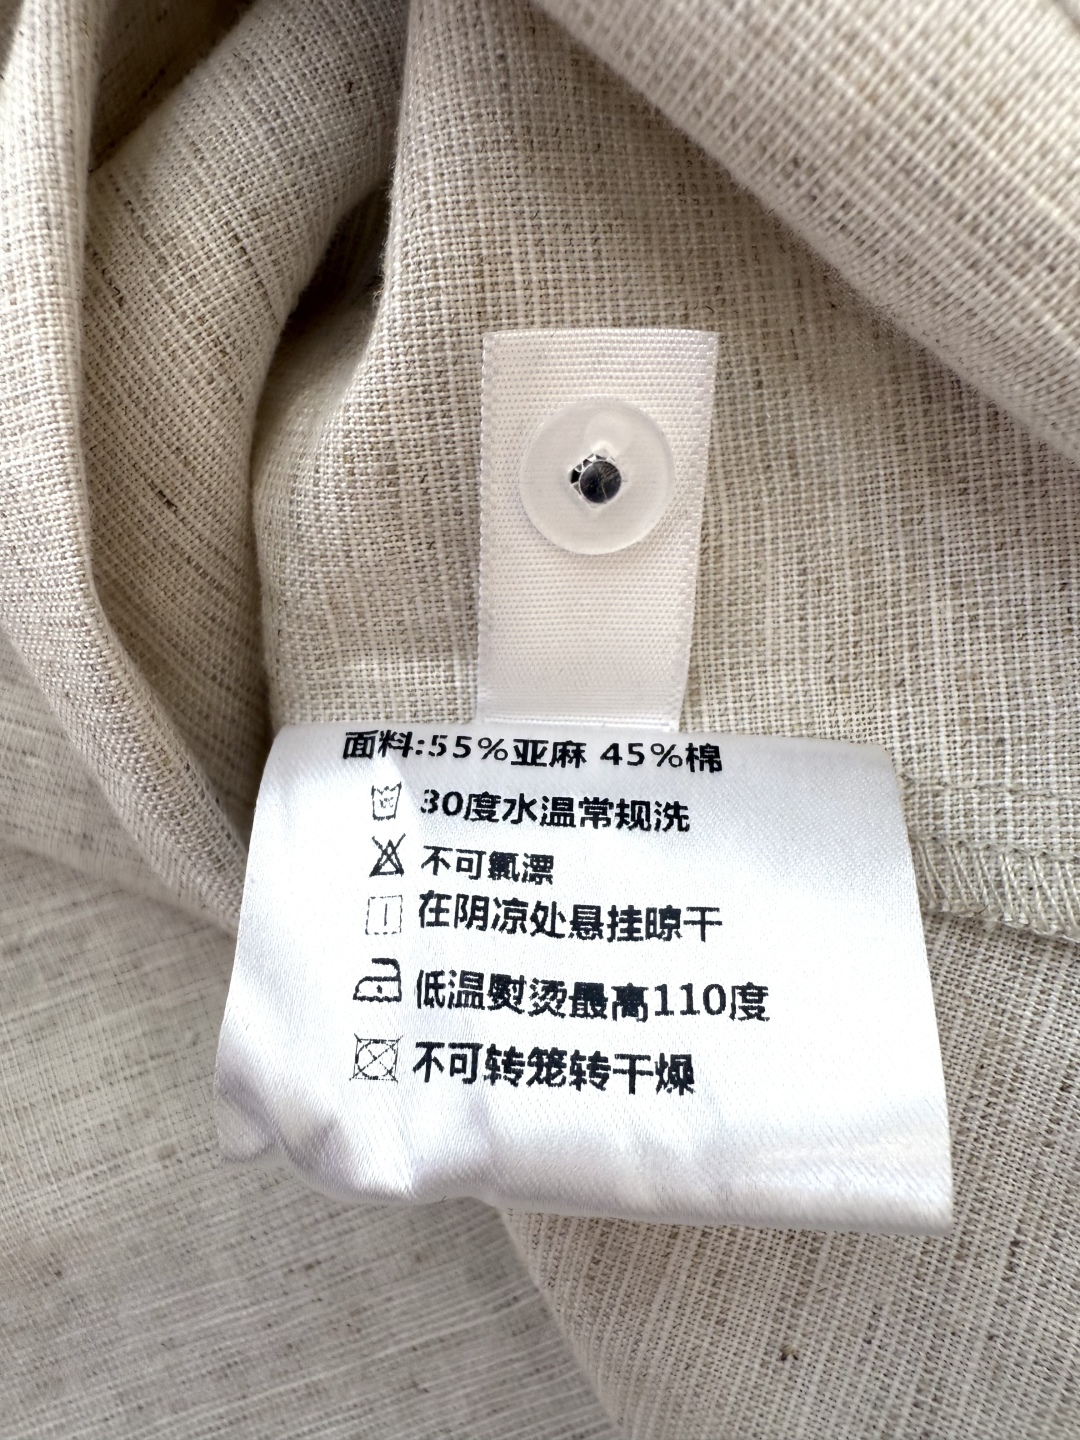 面料:55%亚麻 45%棉
30度水温常规洗
不可氯漂
在阴凉处悬挂晾干
低温熨烫最高110度
不可转笼转干燥